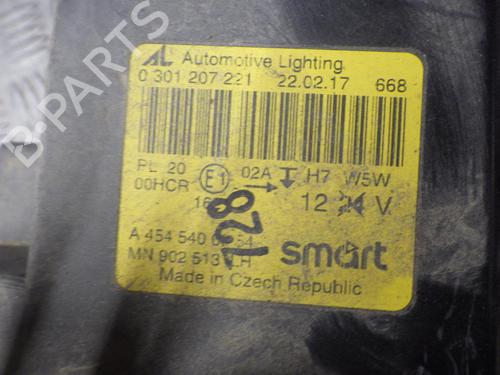 AL Automotive Lighting
0 301 207 221 22.02.17 668
PL 20 E1 02A H7 W5W
00HCR
12 V
A 454 540
MN 902 513
128
smart
Made in Czech Republic
B-PARTS